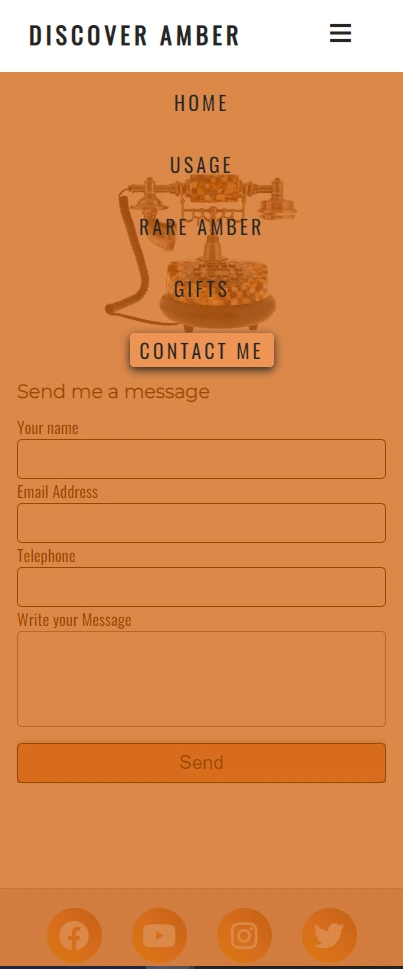 DISCOVER AMBER
HOME
USAGE
RARE AMBER
GIFTS
CONTACT ME
Send me a message
Your name
Email Address
Telephone
Write your Message
Send